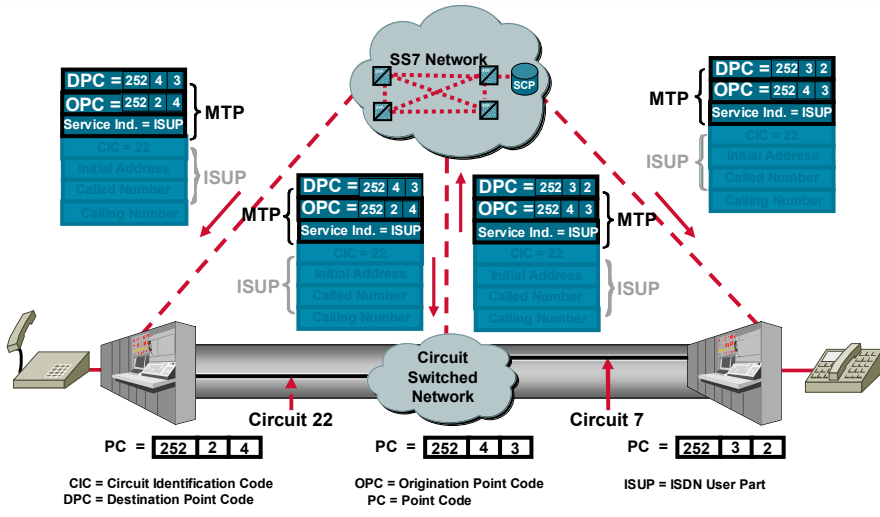 SS7 Network
SCP
DPC = 252 4 3
OPC = 252 2 4
Service Ind. = ISUP
MTP
CIC = 22
Initial Address
Called Number
Calling Number
ISUP
DPC = 252 3 2
OPC = 252 4 3
Service Ind. = ISUP
MTP
CIC = 22
Initial Address
Called Number
Calling Number
ISUP
DPC = 252 4 3
OPC = 252 2 4
Service Ind. = ISUP
MTP
CIC = 22
Initial Address
Called Number
Calling Number
ISUP
DPC = 252 3 2
OPC = 252 4 3
Service Ind. = ISUP
MTP
CIC = 22
Initial Address
Called Number
Calling Number
ISUP
Circuit
Switched
Network
Circuit 22
Circuit 7
PC = 252 2 4
PC = 252 4 3
PC = 252 3 2
CIC = Circuit Identification Code
DPC = Destination Point Code
OPC = Origination Point Code
PC = Point Code
ISUP = ISDN User Part